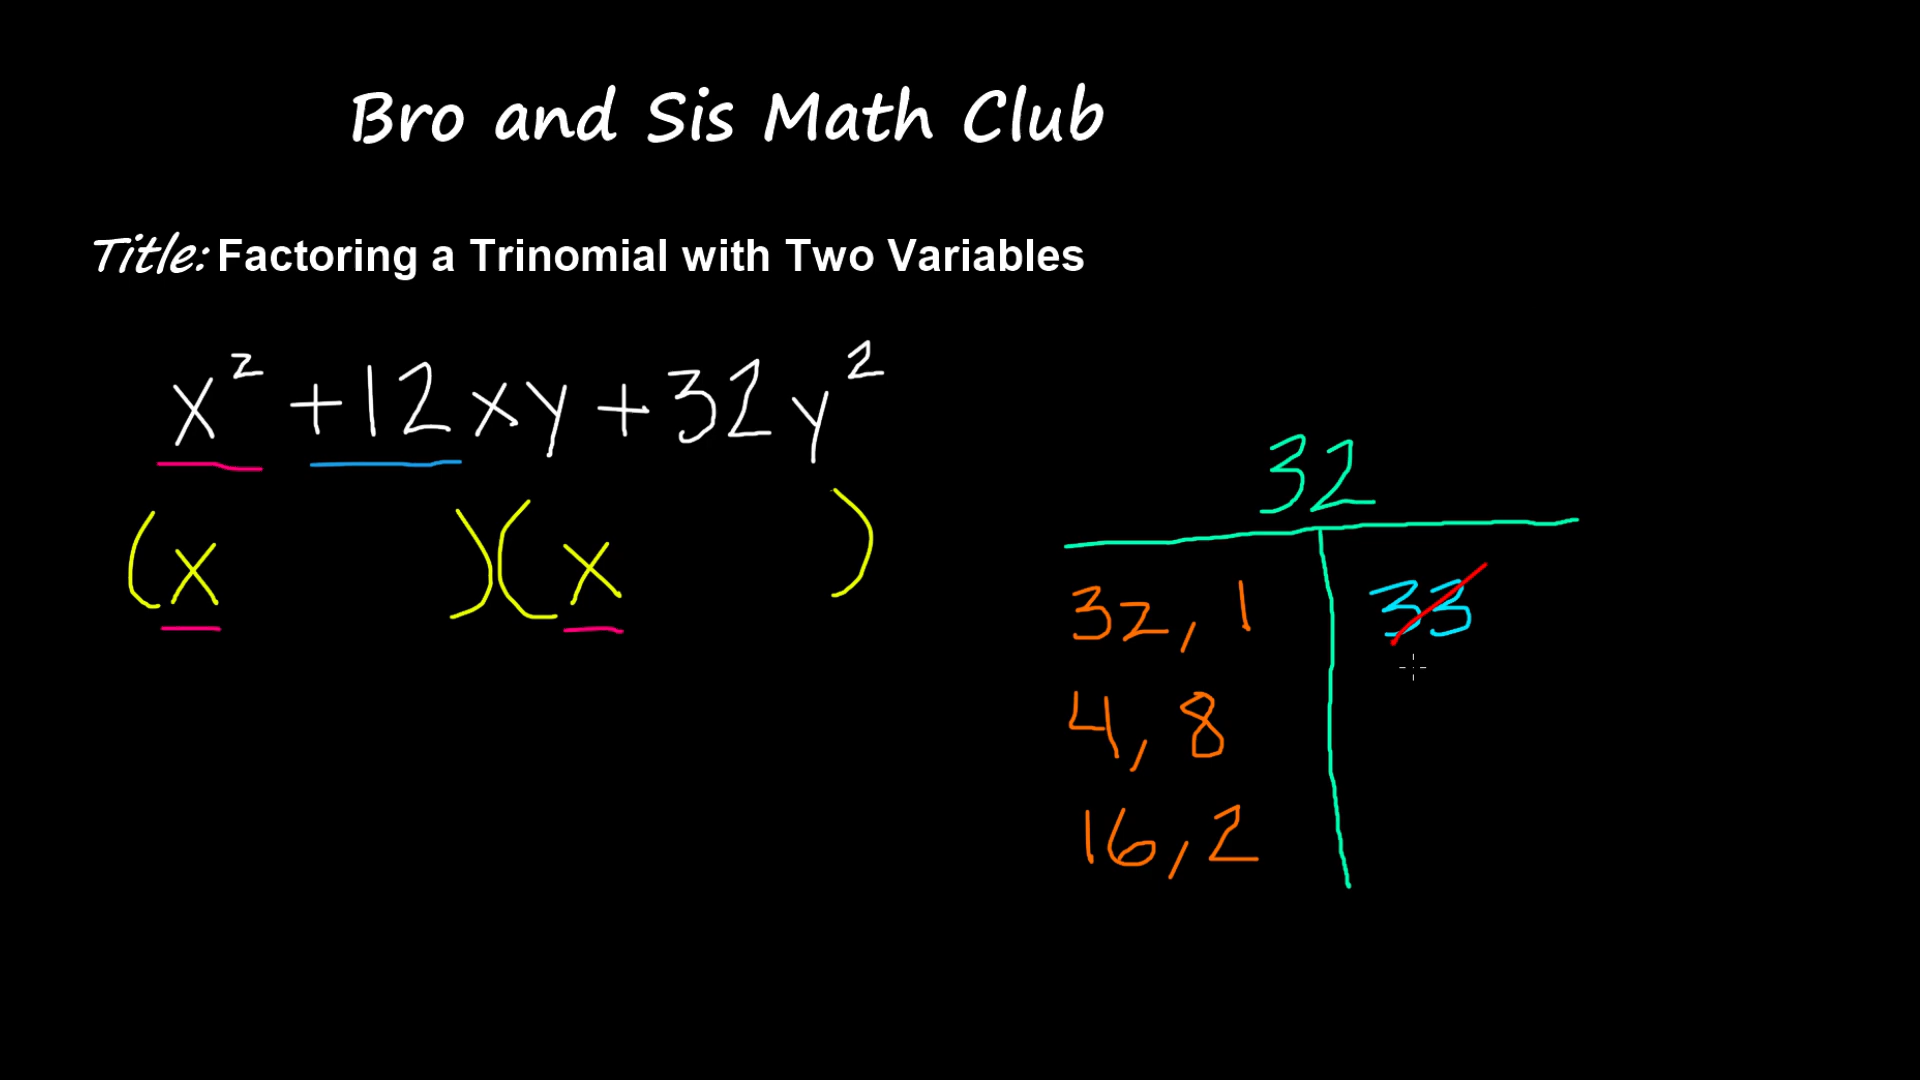 Bro and Sis Math Club
Title: Factoring a Trinomial with Two Variables
x² +12xy+32y²
(x )(x )
32
32, 1 33
4, 8
16, 2